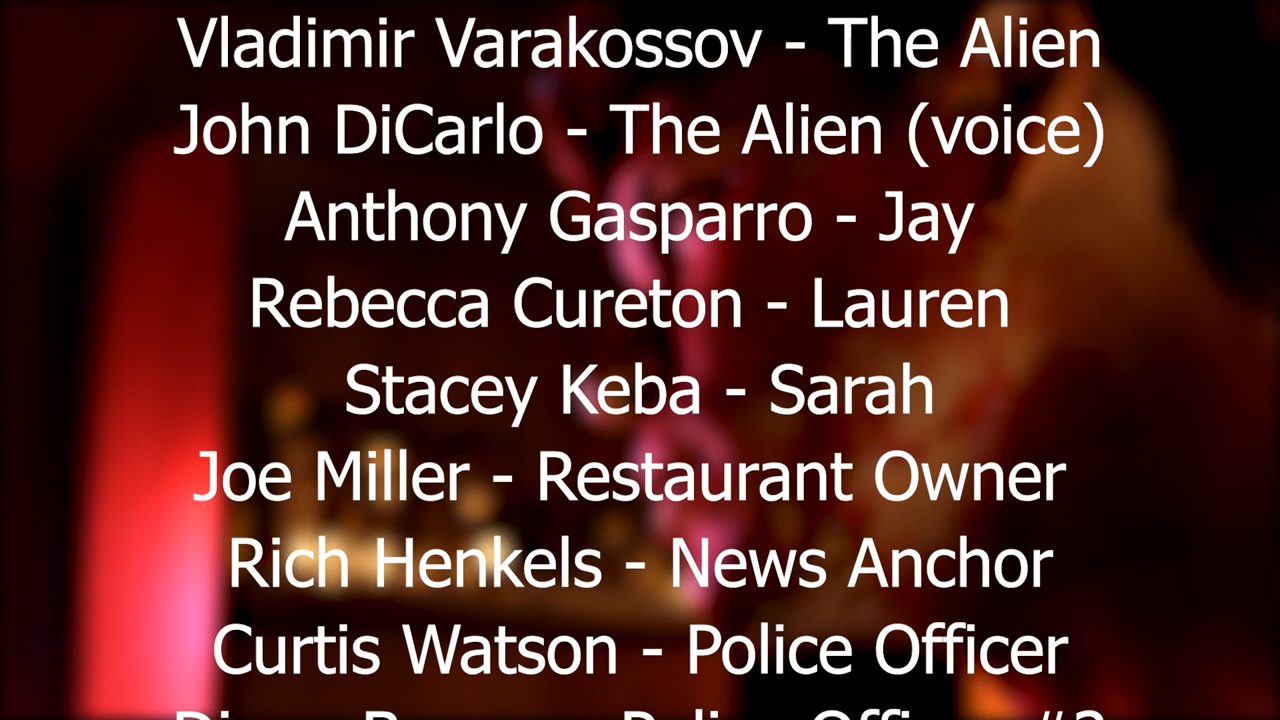 Vladimir Varakossov - The Alien
John DiCarlo - The Alien (voice)
Anthony Gasparro - Jay
Rebecca Cureton - Lauren
Stacey Keba - Sarah
Joe Miller - Restaurant Owner
Rich Henkels - News Anchor
Curtis Watson - Police Officer